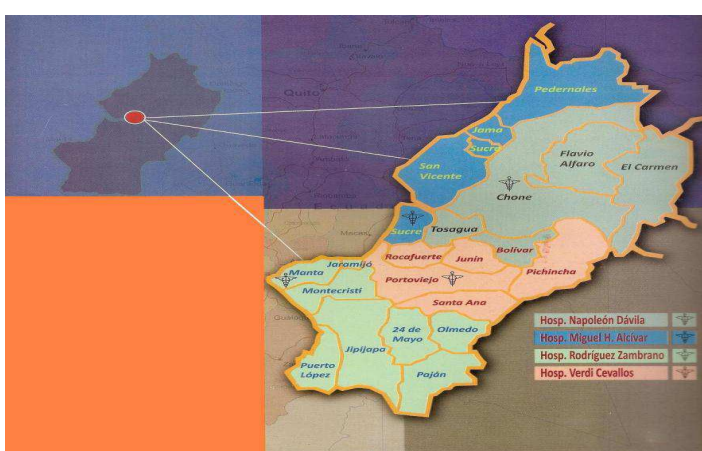 Quito
Pedernales
Jama
Sucre
San
Vicente
Flavio
Alfaro
El Carmen
Chone
Sucre
Tosagua
Bolívar
Rocafuerte
Junín
Jaramijó
Manta
Pichincha
Portoviejo
Montecristi
Santa Ana
24 de
Mayo
Olmedo
Jipijapa
Puerto
López
Paján
Hosp. Napoleón Dávila
Hosp. Miguel H. Alcívar
Hosp. Rodríguez Zambrano
Hosp. Verdi Cevallos